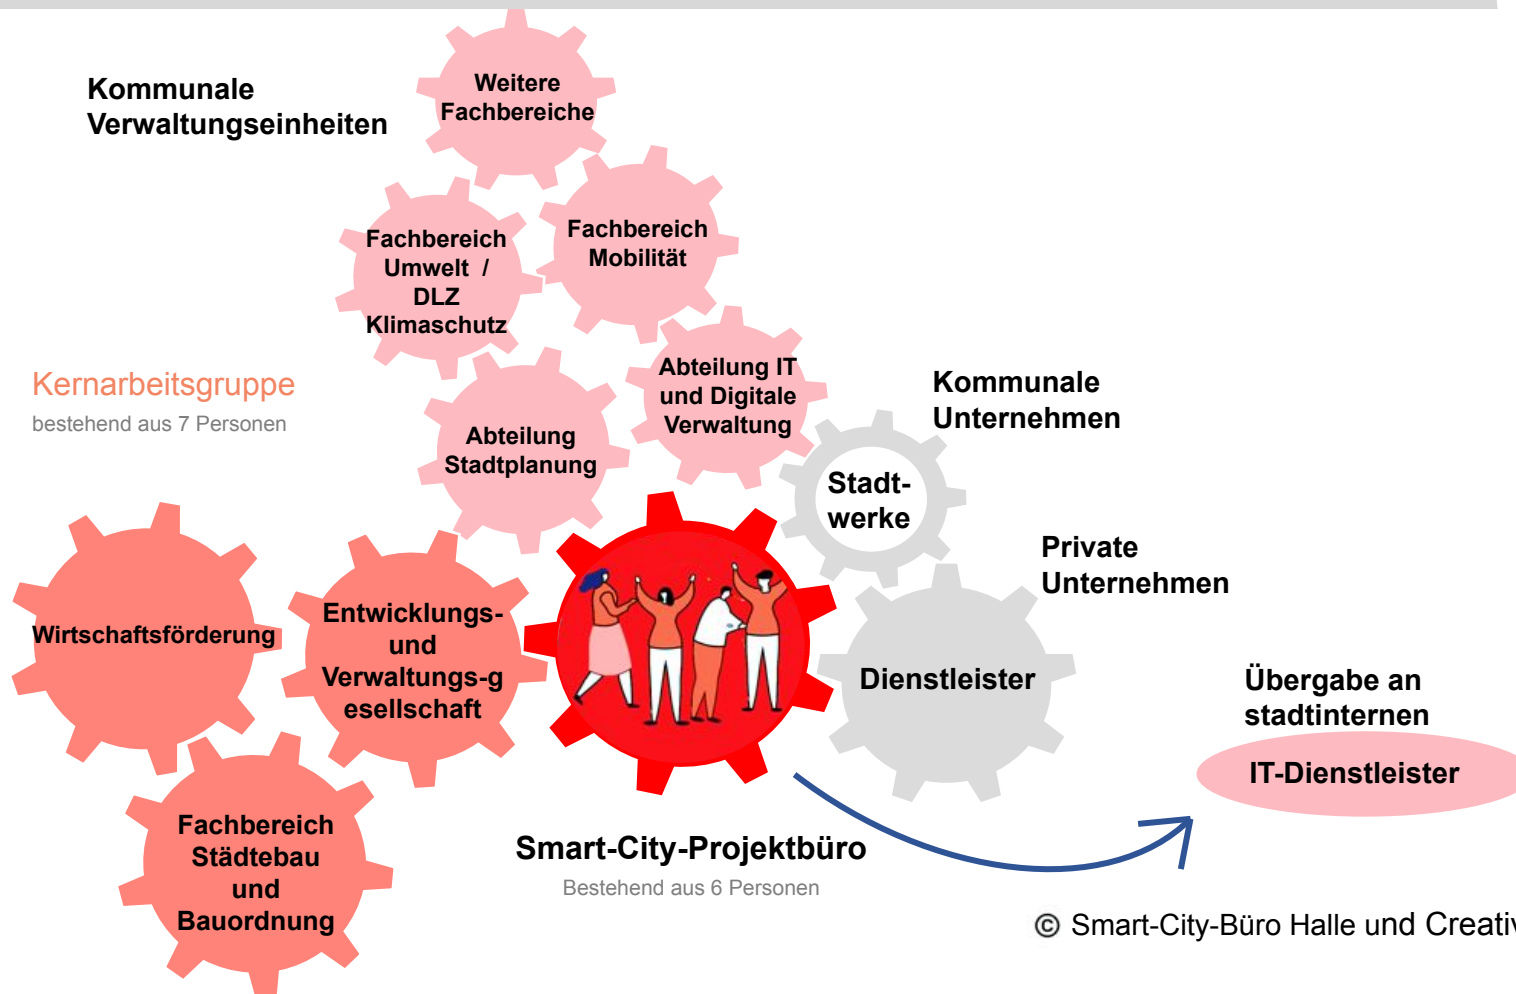 Kommunale
Verwaltungseinheiten
Weitere
Fachbereiche
Fachbereich
Umwelt /
DLZ
Klimaschutz
Fachbereich
Mobilität
Kernarbeitsgruppe
bestehend aus 7 Personen
Abteilung
Stadtplanung
Abteilung IT
und Digitale
Verwaltung
Kommunale
Unternehmen
Stadt-
werke
Private
Unternehmen
Wirtschaftsförderung
Entwicklungs-
und
Verwaltungs-g
esellschaft
Dienstleister
Übergabe an
stadtinternen
IT-Dienstleister
Fachbereich
Städtebau
und
Bauordnung
Smart-City-Projektbüro
Bestehend aus 6 Personen
© Smart-City-Büro Halle und Creativ